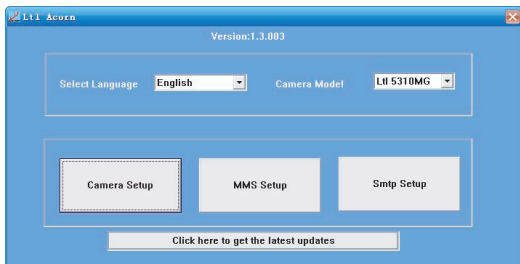 Ltl Acorn
Version:1.3.003
Select Language English Camera Model Ltl 5310MG
Camera Setup MMS Setup Smtp Setup
Click here to get the latest updates